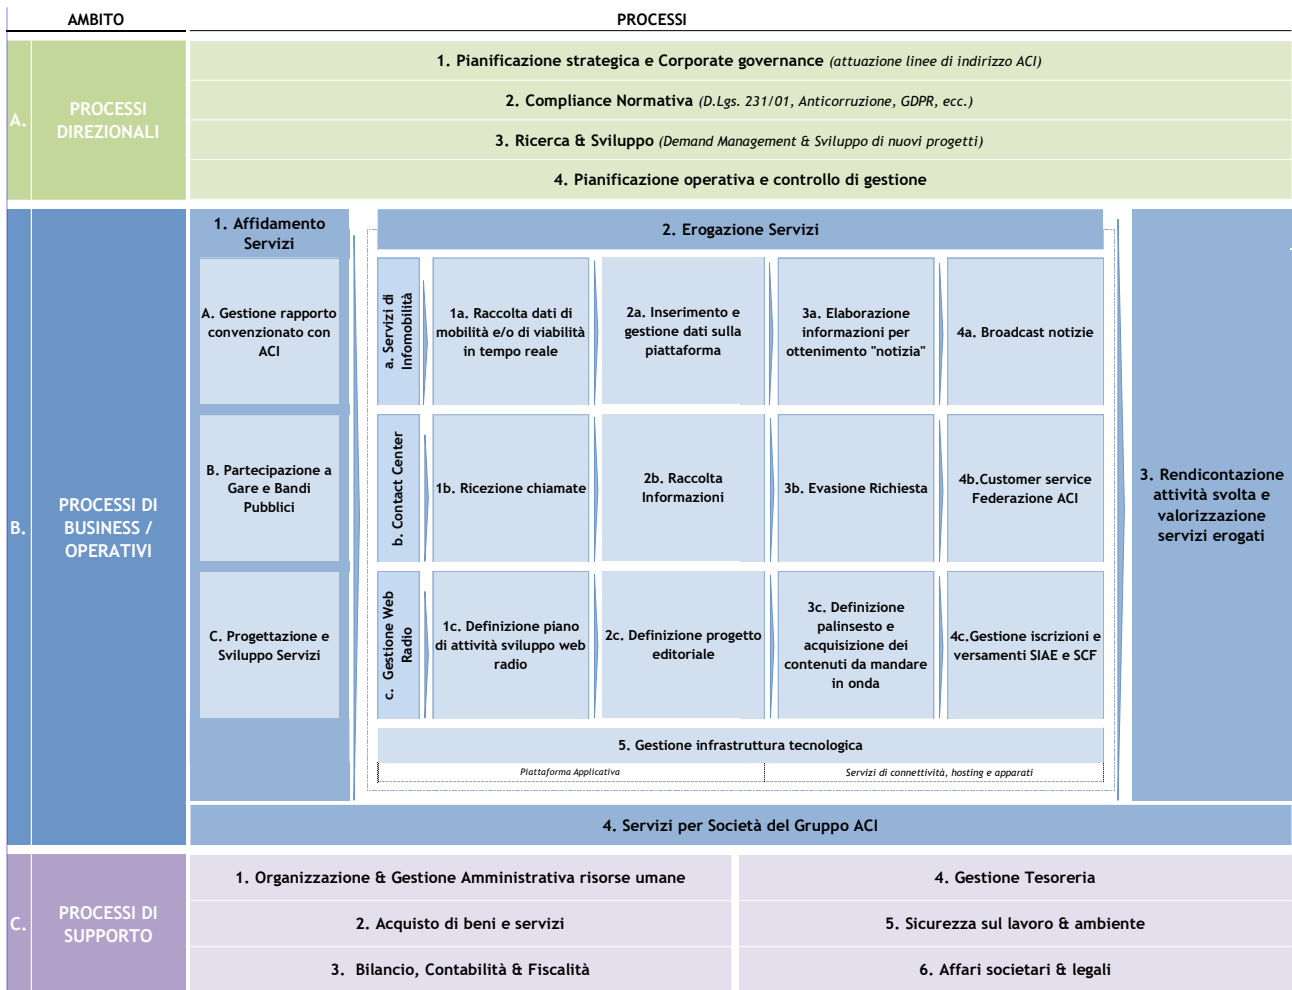 AMBITO
PROCESSI
A.
PROCESSI
DIREZIONALI
1. Pianificazione strategica e Corporate governance (attuazione linee di indirizzo ACI)
2. Compliance Normativa (D.Lgs. 231/01, Anticorruzione, GDPR, ecc.)
3. Ricerca & Sviluppo (Demand Management & Sviluppo di nuovi progetti)
4. Pianificazione operativa e controllo di gestione
B.
PROCESSI DI
BUSINESS /
OPERATIVI
1. Affidamento
Servizi
A. Gestione rapporto
convenzionato con
ACI
B. Partecipazione a
Gare e Bandi
Pubblici
C. Progettazione e
Sviluppo Servizi
2. Erogazione Servizi
a. Servizi di
Infomobilità
1a. Raccolta dati di
mobilità e/o di viabilità
in tempo reale
2a. Inserimento e
gestione dati sulla
piattaforma
3a. Elaborazione
informazioni per
ottenimento "notizia"
4a. Broadcast notizie
b. Contact Center
1b. Ricezione chiamate
2b. Raccolta
Informazioni
3b. Evasione Richiesta
4b.Customer service
Federazione ACI
c. Gestione Web
Radio
1c. Definizione piano
di attività sviluppo web
radio
2c. Definizione progetto
editoriale
3c. Definizione
palinsesto e
acquisizione dei
contenuti da mandare
in onda
4c.Gestione iscrizioni e
versamenti SIAE e SCF
5. Gestione infrastruttura tecnologica
Piattaforma Applicativa
Servizi di connettività, hosting e apparati
3. Rendicontazione
attività svolta e
valorizzazione
servizi erogati
4. Servizi per Società del Gruppo ACI
C.
PROCESSI DI
SUPPORTO
1. Organizzazione & Gestione Amministrativa risorse umane
2. Acquisto di beni e servizi
3. Bilancio, Contabilità & Fiscalità
4. Gestione Tesoreria
5. Sicurezza sul lavoro & ambiente
6. Affari societari & legali